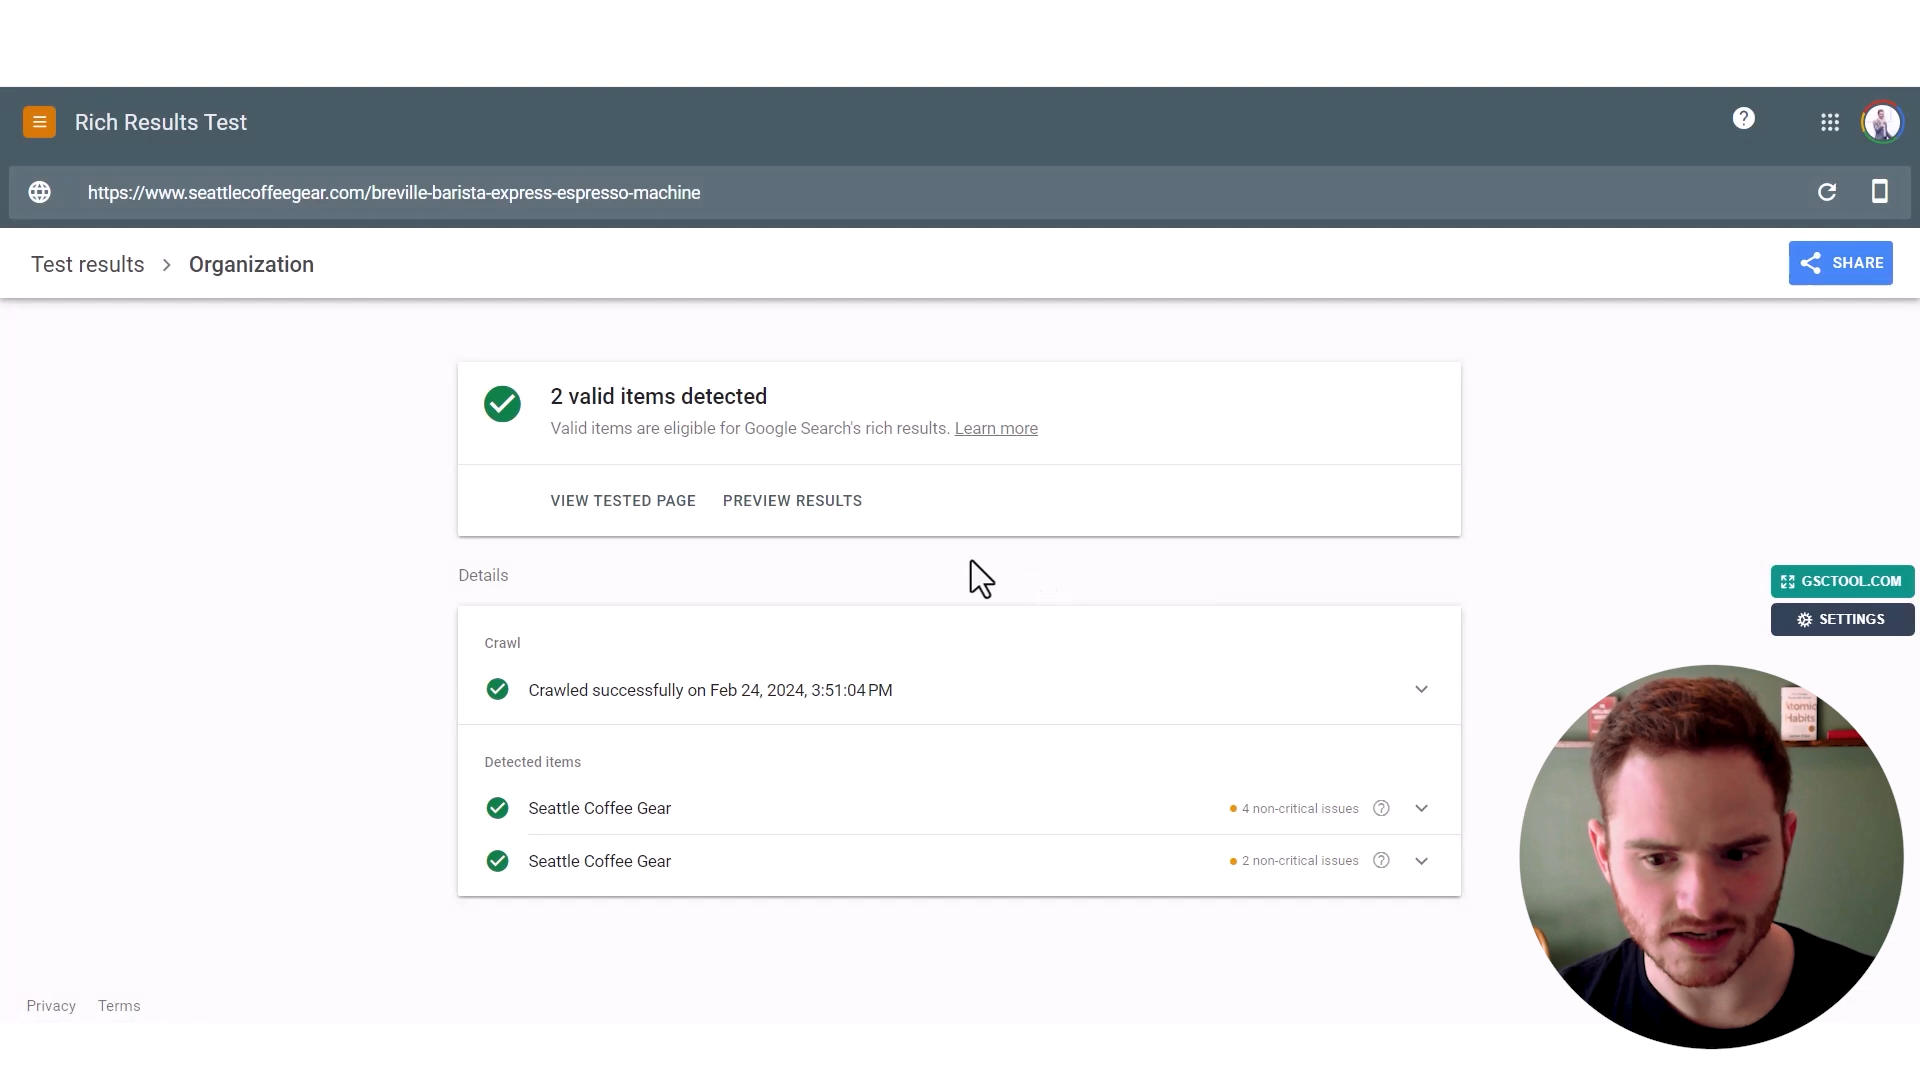 Rich Results Test
https://www.seattlecoffeegear.com/breville-barista-express-espresso-machine
Test results > Organization
SHARE
2 valid items detected
Valid items are eligible for Google Search's rich results. Learn more
VIEW TESTED PAGE PREVIEW RESULTS
Details
GSCTOOL.COM
SETTINGS
Crawl
Crawled successfully on Feb 24, 2024, 3:51:04 PM
Detected items
Seattle Coffee Gear 4 non-critical issues
Seattle Coffee Gear 2 non-critical issues
Atomic
Habits
Privacy Terms